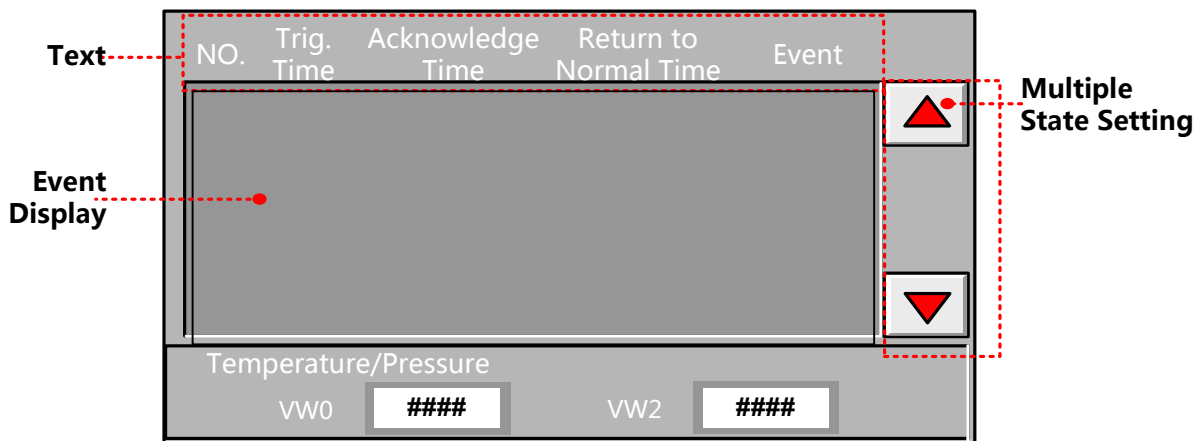 Text
NO.
Trig.
Time
Acknowledge
Time
Return to
Normal Time
Event
Multiple
State Setting
Event
Display
Temperature/Pressure
VW0 #### VW2 ####